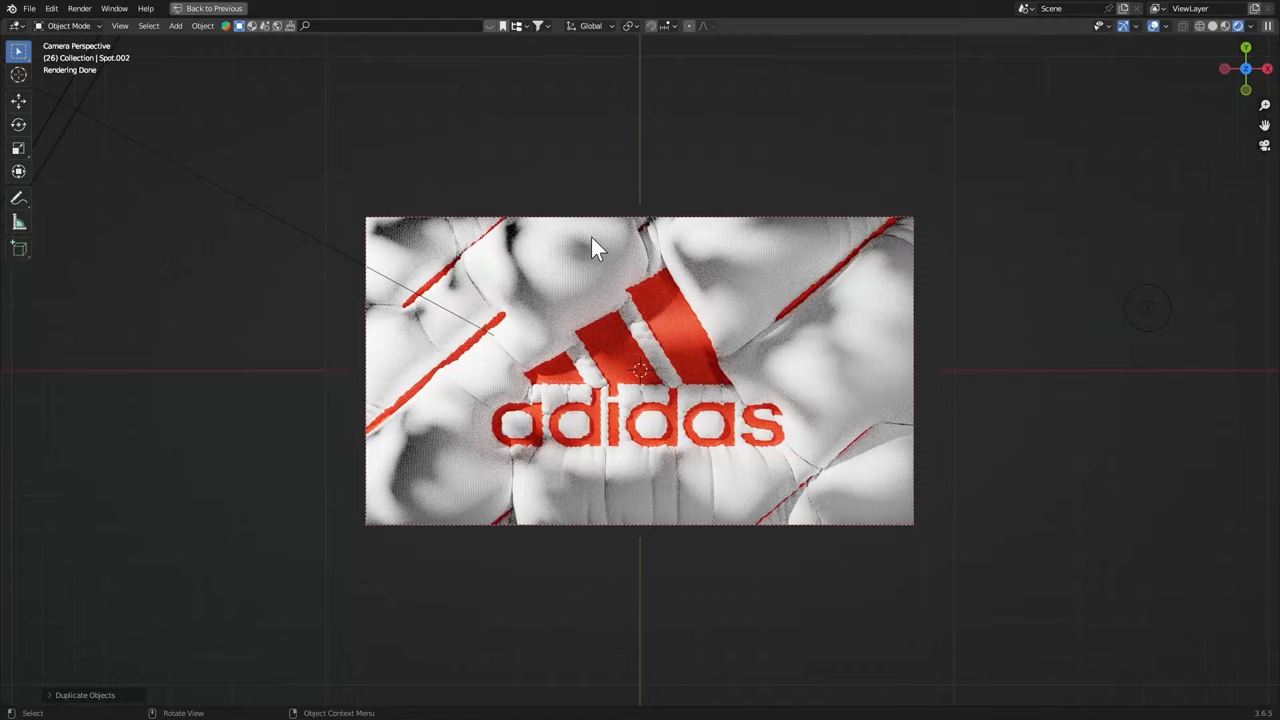 File Edit Render Window Help Back to Previous Scene ViewLayer
Object Mode View Select Add Object Global
Camera Perspective
(26) Collection | Spot.002
Rendering Done
Y
Z X
adidas
Duplicate Objects
Select Rotate View Object Context Menu 3.6.5